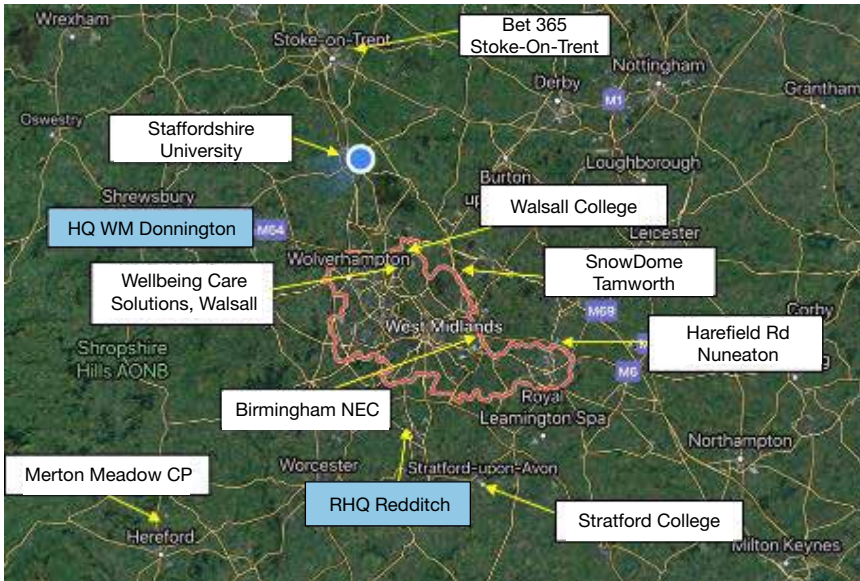 Wrexham
Bet 365
Stoke-On-Trent
Stoke-on-Trent
Nottingham
Derby
M1
Grantham
Oswestry
Staffordshire
University
Loughborough
Burton
Shrewsbury
Walsall College
HQ WM Donnington
M54
Leicester
Wolverhampton
SnowDome
Tamworth
Wellbeing Care
Solutions, Walsall
M69
Corby
West Midlands
Harefield Rd
Nuneaton
Shropshire
Hills AONB
M6
Birmingham NEC
Royal
Leamington Spa
Northampton
Merton Meadow CP
Worcester
Stratford-upon-Avon
RHQ Redditch
Stratford College
Hereford
Milton Keynes